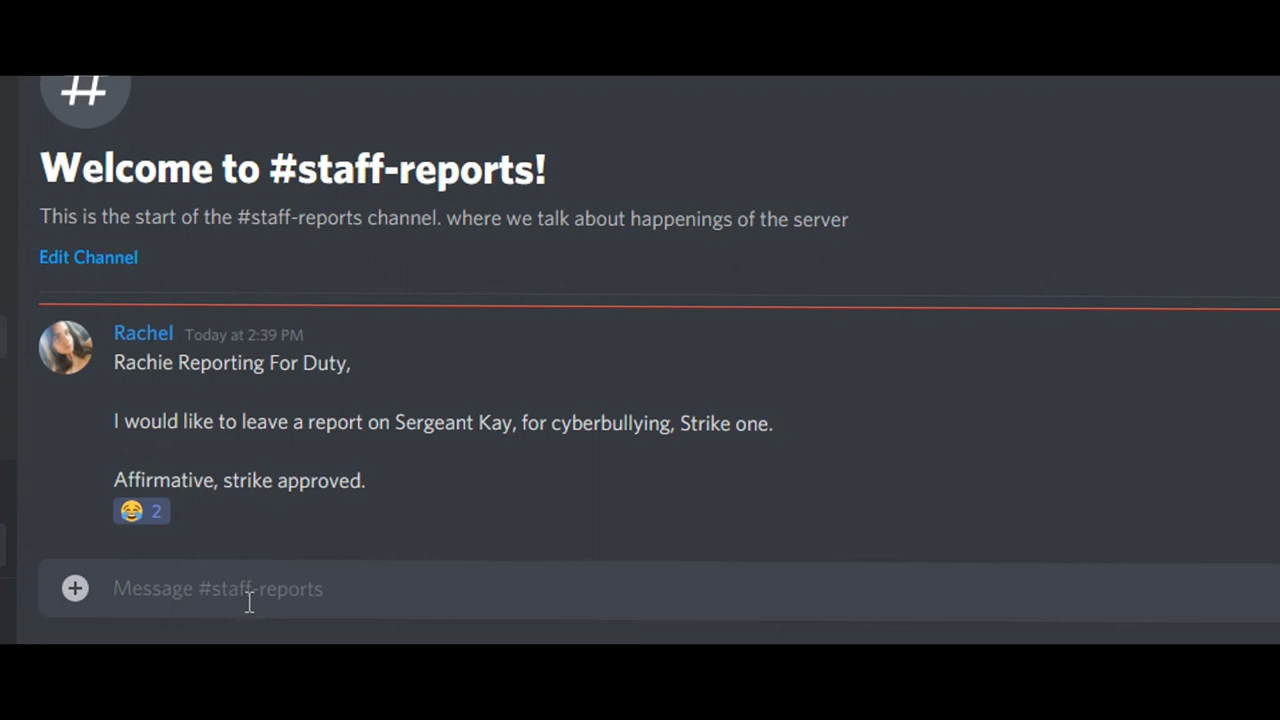 #
Welcome to #staff-reports!
This is the start of the #staff-reports channel. where we talk about happenings of the server
Edit Channel
Rachel Today at 2:39 PM
Rachie Reporting For Duty,
I would like to leave a report on Sergeant Kay, for cyberbullying, Strike one.
Affirmative, strike approved.
😂 2
Message #staff-reports